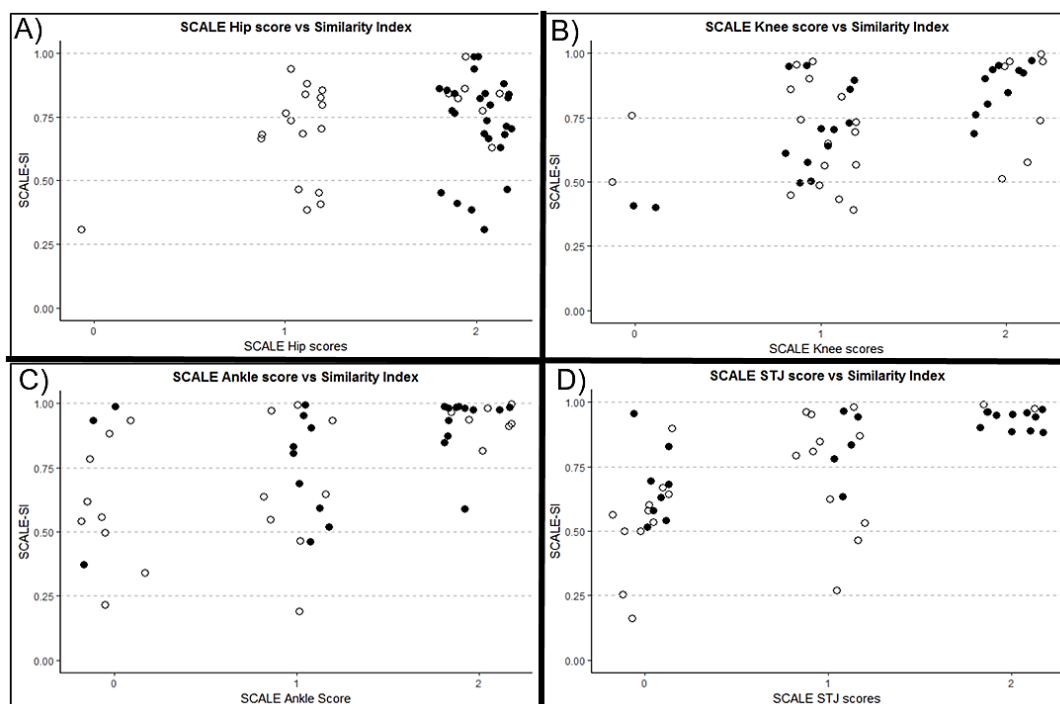 A)
SCALE Hip score vs Similarity Index
1.00
0.75
0.50
0.25
0.00
SCALE-SI
0 1 2
SCALE Hip scores
B)
SCALE Knee score vs Similarity Index
1.00
0.75
0.50
0.25
0.00
SCALE-SI
0 1 2
SCALE Knee scores
C)
SCALE Ankle score vs Similarity Index
1.00
0.75
0.50
0.25
0.00
SCALE-SI
0 1 2
SCALE Ankle Score
D)
SCALE STJ score vs Similarity Index
1.00
0.75
0.50
0.25
0.00
SCALE-SI
0 1 2
SCALE STJ scores